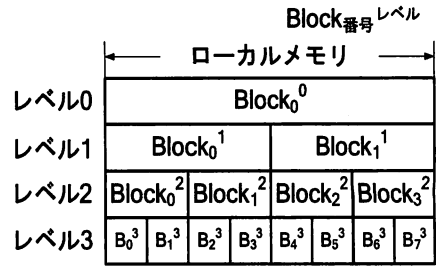 Block番号レベル
ローカルメモリ
レベル0 Block₀⁰
レベル1 Block₀¹ Block₁¹
レベル2 Block₀² Block₁² Block₂² Block₃²
レベル3 B₀³ B₁³ B₂³ B₃³ B₄³ B₅³ B₆³ B₇³